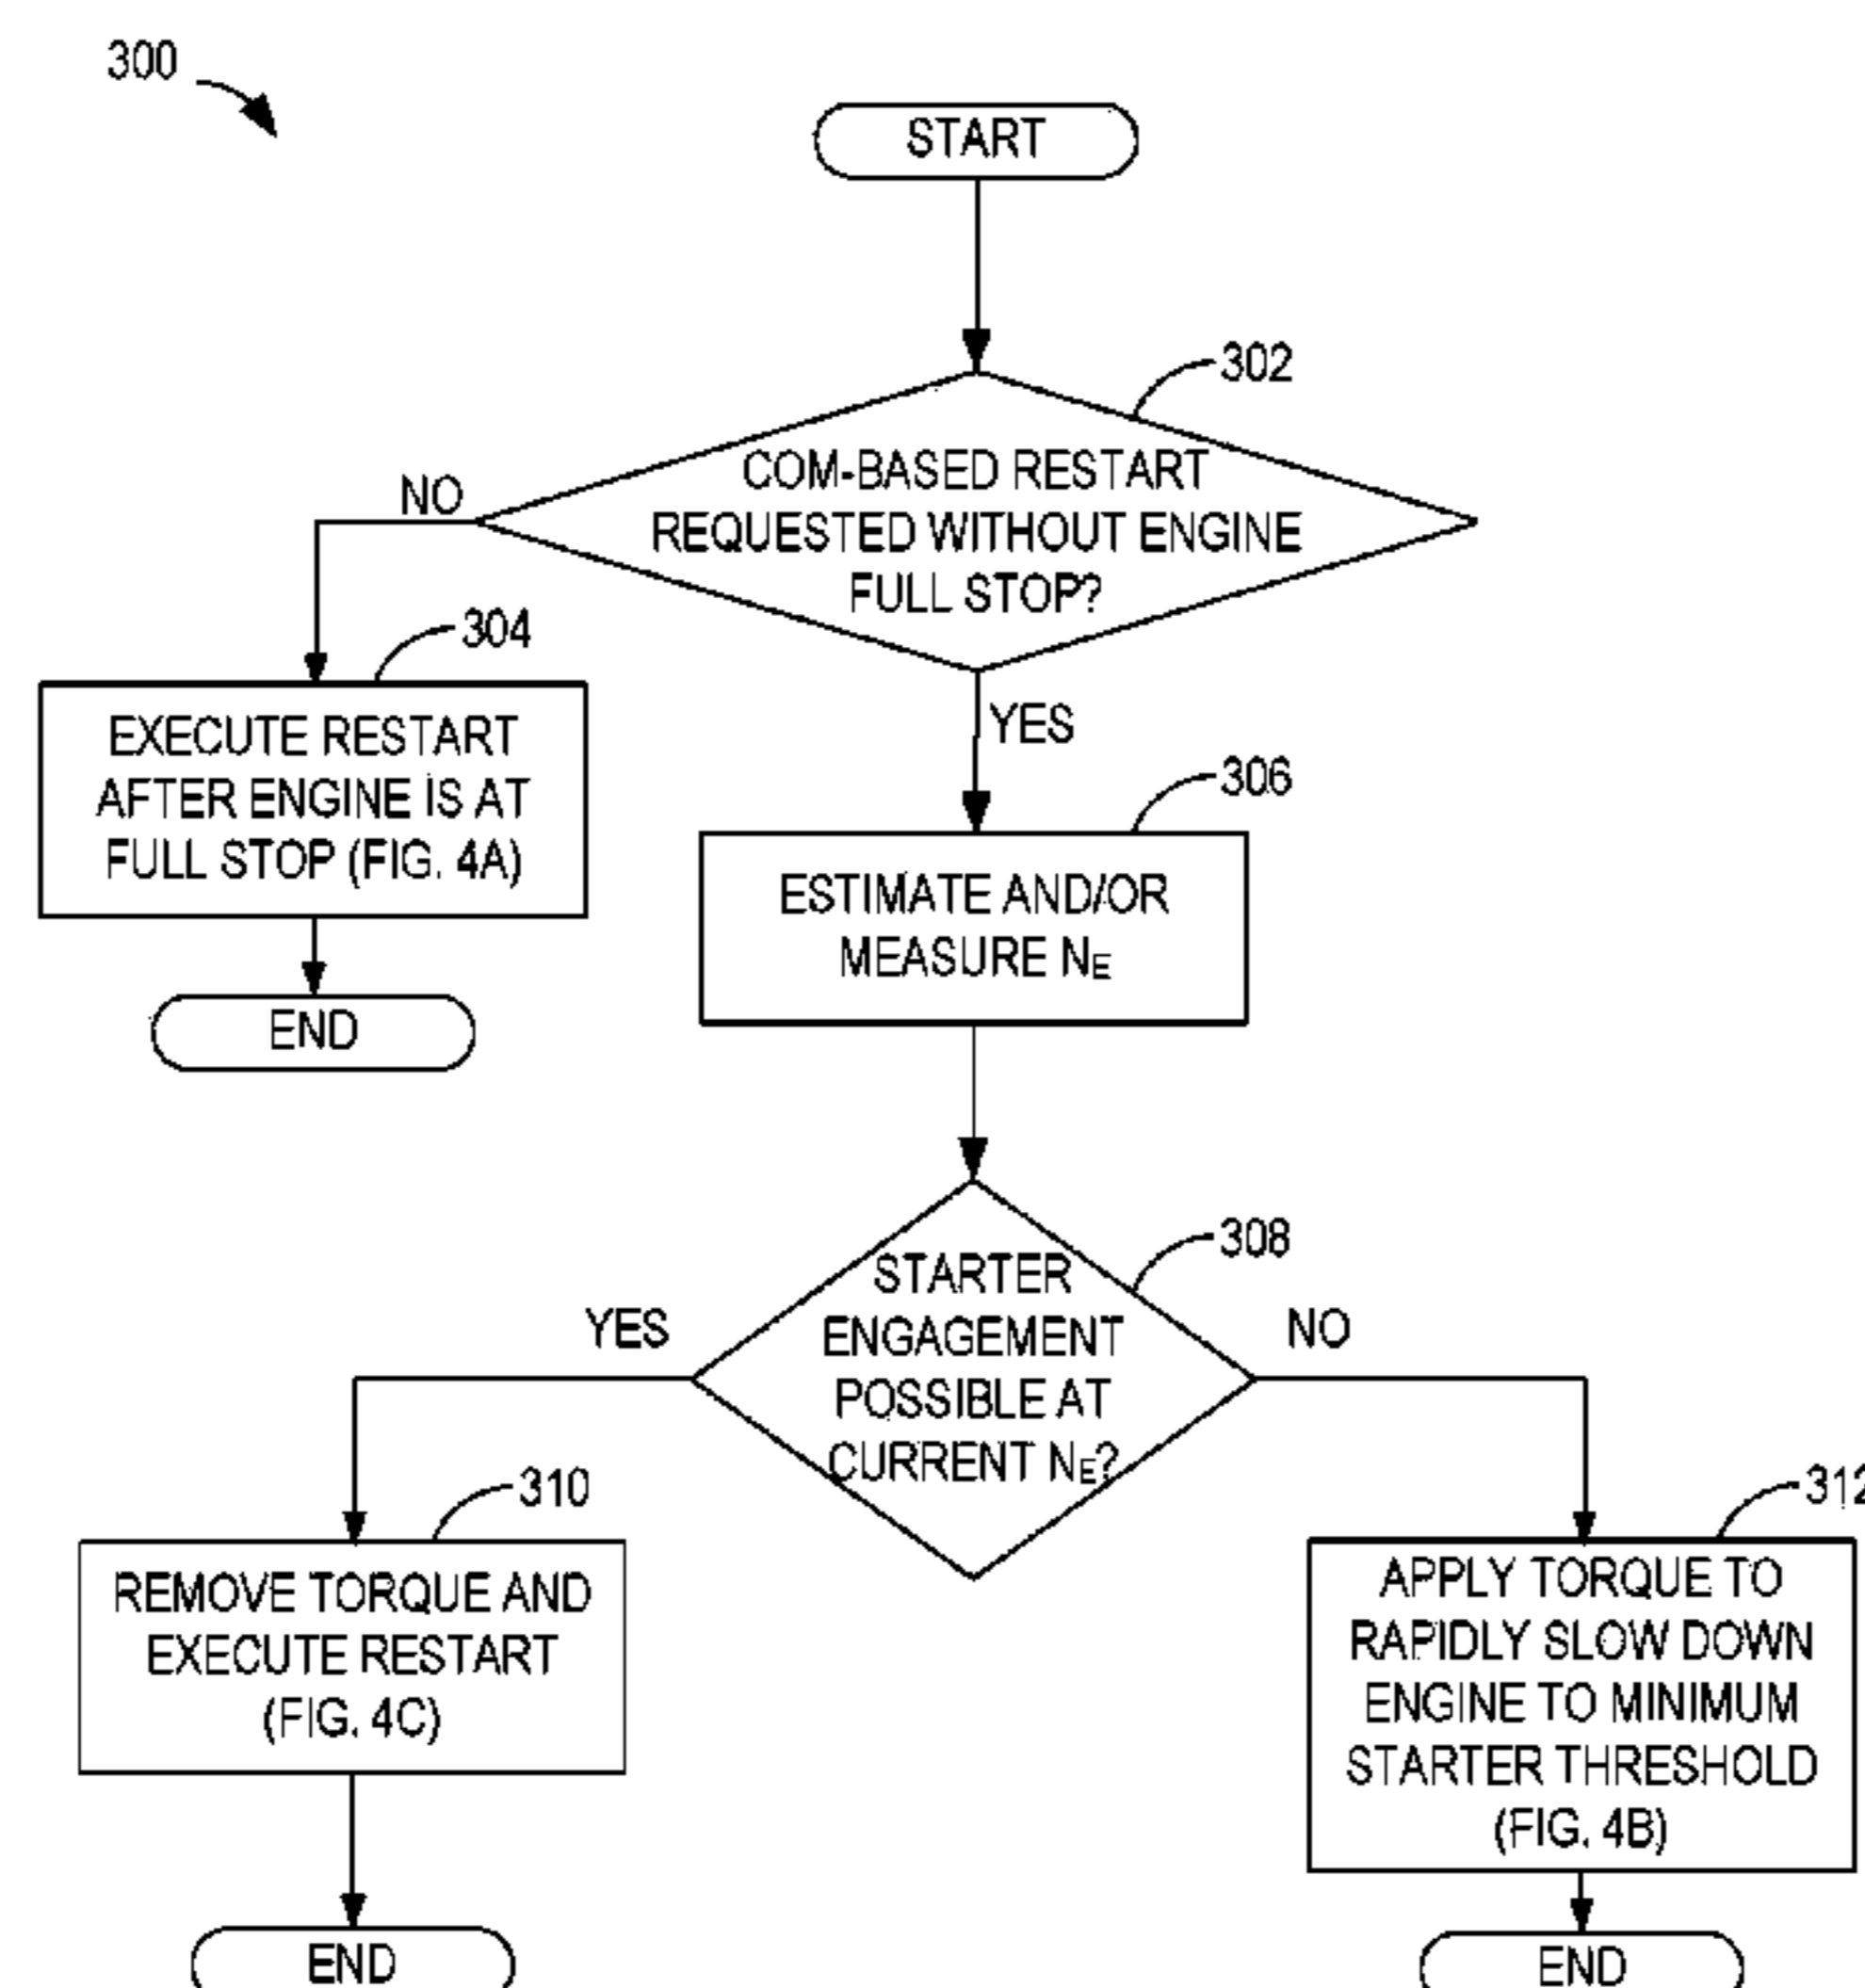 300
START
302
COM-BASED RESTART
REQUESTED WITHOUT ENGINE
FULL STOP?
NO
YES
304
EXECUTE RESTART
AFTER ENGINE IS AT
FULL STOP (FIG. 4A)
END
306
ESTIMATE AND/OR
MEASURE NE
308
STARTER
ENGAGEMENT
POSSIBLE AT
CURRENT NE?
YES
NO
310
REMOVE TORQUE AND
EXECUTE RESTART
(FIG. 4C)
END
312
APPLY TORQUE TO
RAPIDLY SLOW DOWN
ENGINE TO MINIMUM
STARTER THRESHOLD
(FIG. 4B)
END